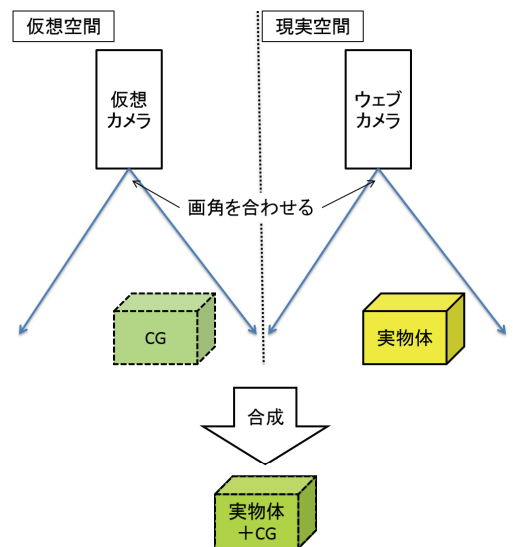 仮想空間
現実空間
仮想
カメラ
ウェブ
カメラ
画角を合わせる
CG
実物体
合成
実物体
＋CG